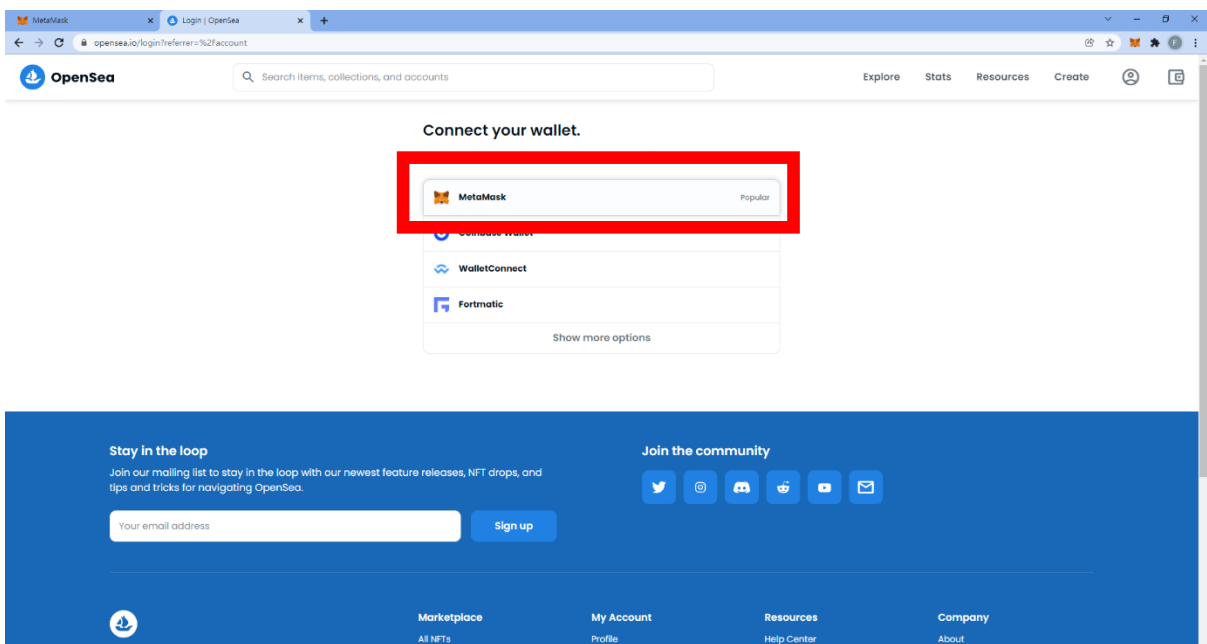 MetaMask
Login | OpenSea
opensea.io/login?referrer=%2Faccount
OpenSea
Search items, collections, and accounts
Explore
Stats
Resources
Create
Connect your wallet.
MetaMask
Popular
Coinbase Wallet
WalletConnect
Fortmatic
Show more options
Stay in the loop
Join our mailing list to stay in the loop with our newest feature releases, NFT drops, and
tips and tricks for navigating OpenSea.
Your email address
Sign up
Join the community
Marketplace
My Account
Resources
Company
All NFTs
Profile
Help Center
About